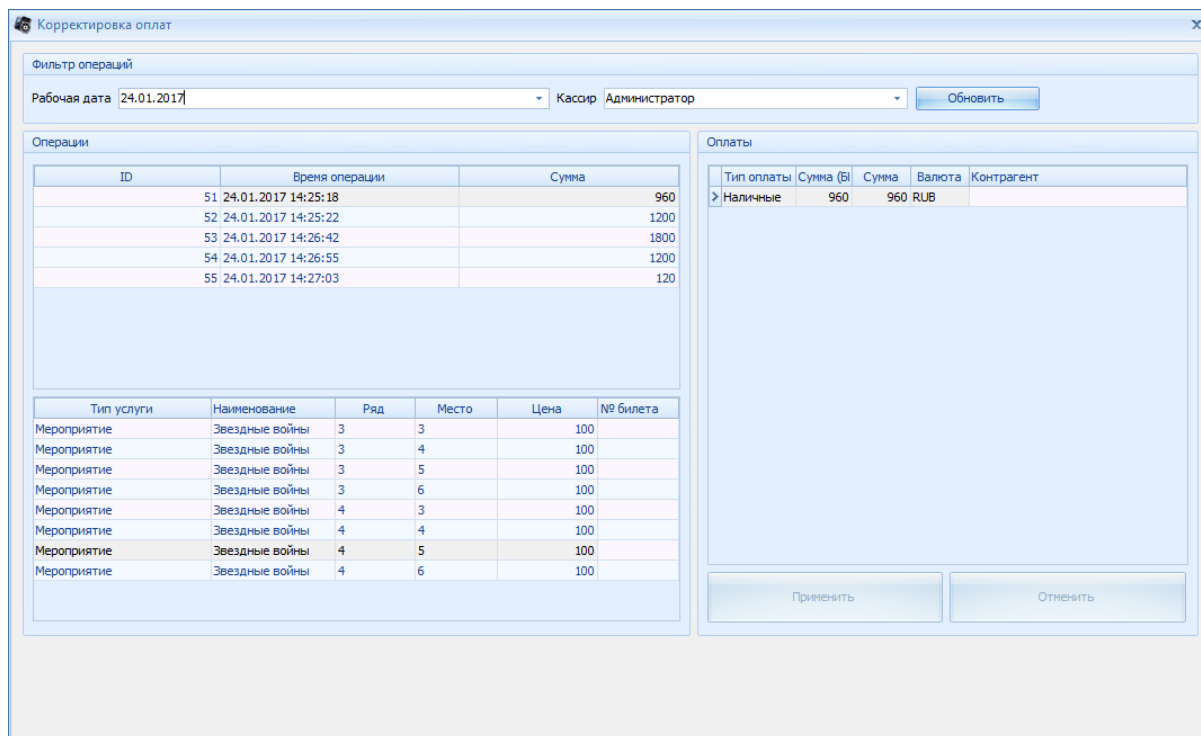 Корректировка оплат
Фильтр операций
Рабочая дата 24.01.2017 Кассир Администратор Обновить
Операции
ID Время операции Сумма
51 24.01.2017 14:25:18 960
52 24.01.2017 14:25:22 1200
53 24.01.2017 14:26:42 1800
54 24.01.2017 14:26:55 1200
55 24.01.2017 14:27:03 120
Тип услуги Наименование Ряд Место Цена № билета
Мероприятие Звездные войны 3 3 100
Мероприятие Звездные войны 3 4 100
Мероприятие Звездные войны 3 5 100
Мероприятие Звездные войны 3 6 100
Мероприятие Звездные войны 4 3 100
Мероприятие Звездные войны 4 4 100
Мероприятие Звездные войны 4 5 100
Мероприятие Звездные войны 4 6 100
Оплаты
Тип оплаты Сумма (Б Сумма Валюта Контрагент
Наличные 960 960 RUB
Применить Отменить